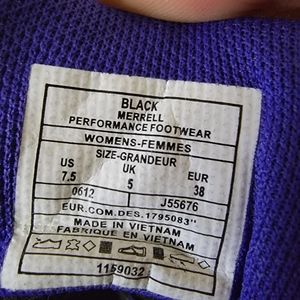 BLACK
MERRELL
PERFORMANCE FOOTWEAR
WOMENS-FEMMES
SIZE-GRANDEUR
US UK EUR
7.5 5 38
0612 J55676
EUR.COM.DES.1795083"
MADE IN VIETNAM
FABRIQUE EN VIETNAM
1159032